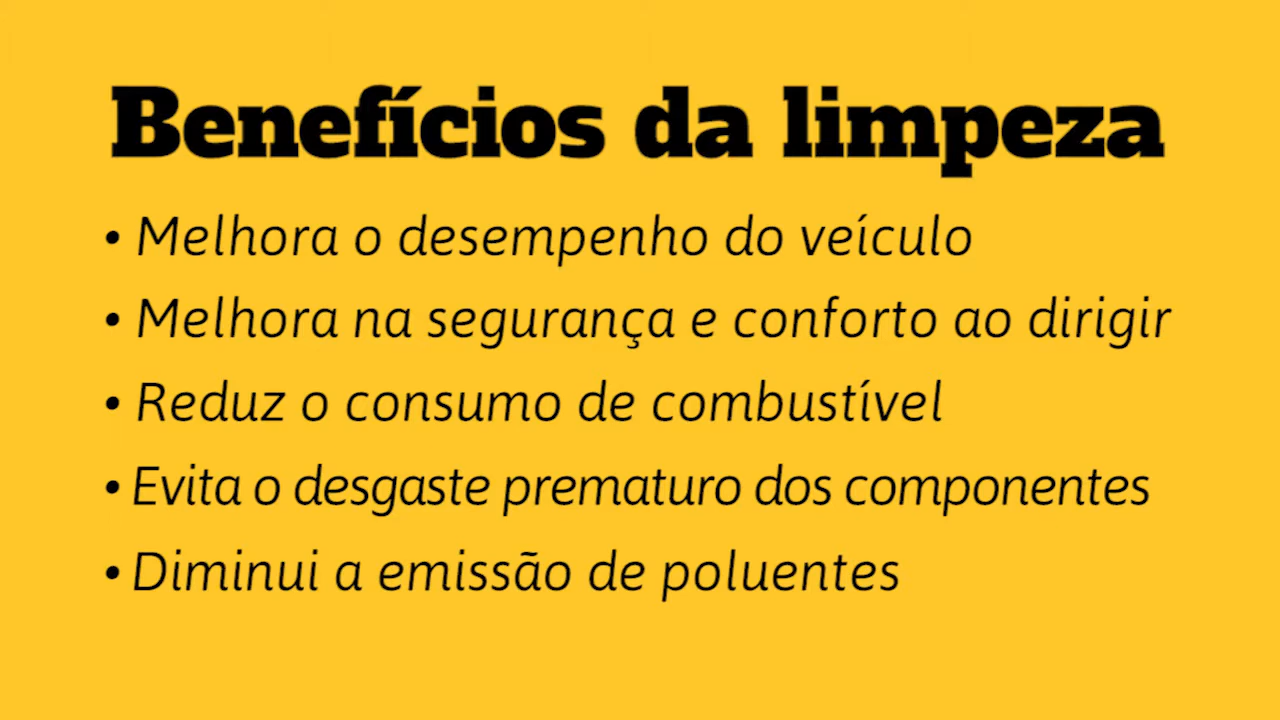 Benefícios da limpeza
• Melhora o desempenho do veículo
• Melhora na segurança e conforto ao dirigir
• Reduz o consumo de combustível
• Evita o desgaste prematuro dos componentes
• Diminui a emissão de poluentes